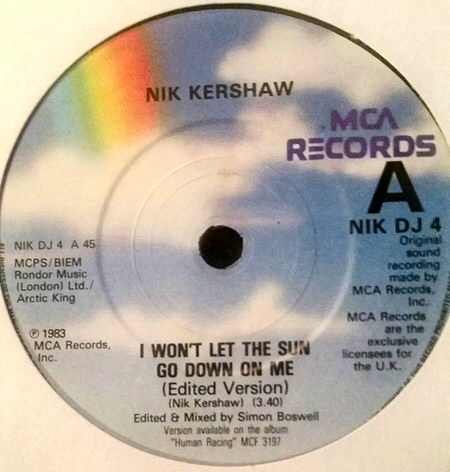 NIK KERSHAW
MCA
RECORDS
A
NIK DJ 4
Original
sound
recording
made by
MCA Records,
Inc.
MCA Records
are the
exclusive
licensees for
the U.K.
NIK DJ 4 A 45
MCPS/BIEM
Rondor Music
(London) Ltd./
Arctic King
℗ 1983
MCA Records,
Inc.
I WON'T LET THE SUN
GO DOWN ON ME
(Edited Version)
(Nik Kershaw) (3.40)
Edited & Mixed by Simon Boswell
Version available on the album
"Human Racing" MCF 3197